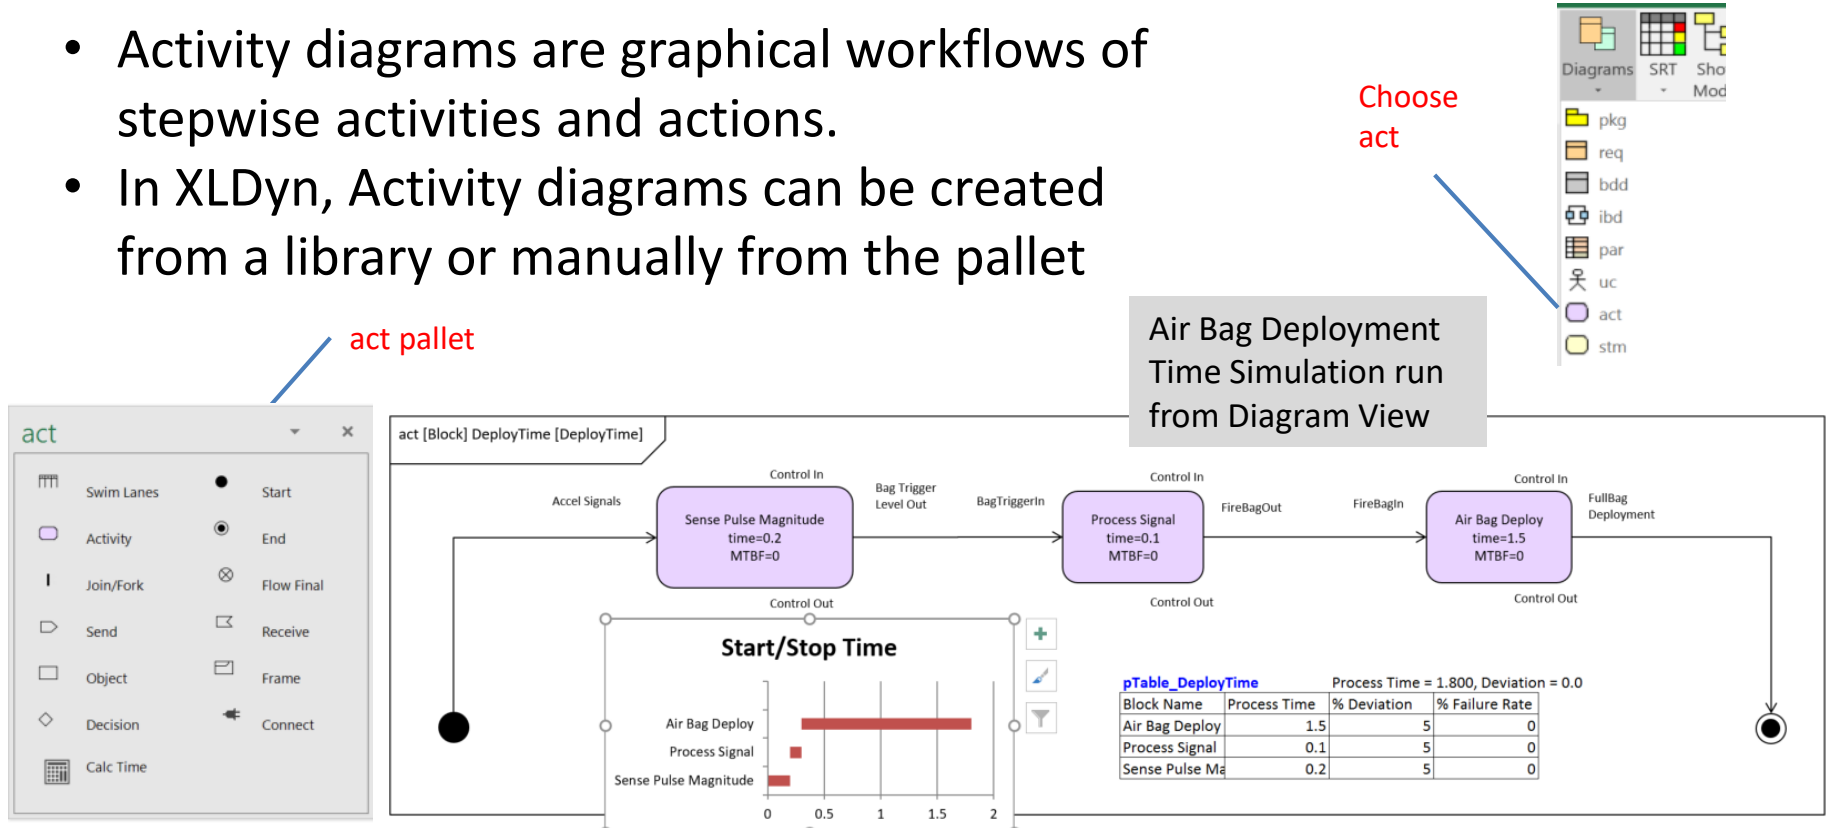 • Activity diagrams are graphical workflows of
stepwise activities and actions.
• In XLDyn, Activity diagrams can be created
from a library or manually from the pallet
Choose
act
Diagrams
SRT
Sho
Mod
pkg
req
bdd
ibd
par
uc
act
stm
act pallet
Air Bag Deployment
Time Simulation run
from Diagram View
act
Swim Lanes
Start
Activity
End
Join/Fork
Flow Final
Send
Receive
Object
Frame
Decision
Connect
Calc Time
act [Block] DeployTime [DeployTime]
Accel Signals
Control In
Sense Pulse Magnitude
time=0.2
MTBF=0
Control Out
Bag Trigger
Level Out
BagTriggerIn
Control In
Process Signal
time=0.1
MTBF=0
Control Out
FireBagOut
FireBagIn
Control In
Air Bag Deploy
time=1.5
MTBF=0
Control Out
FullBag
Deployment
Start/Stop Time
Air Bag Deploy
Process Signal
Sense Pulse Magnitude
0 0.5 1 1.5 2
pTable_DeployTime Process Time = 1.800, Deviation = 0.0
Block Name Process Time % Deviation % Failure Rate
Air Bag Deploy 1.5 5 0
Process Signal 0.1 5 0
Sense Pulse Ma 0.2 5 0